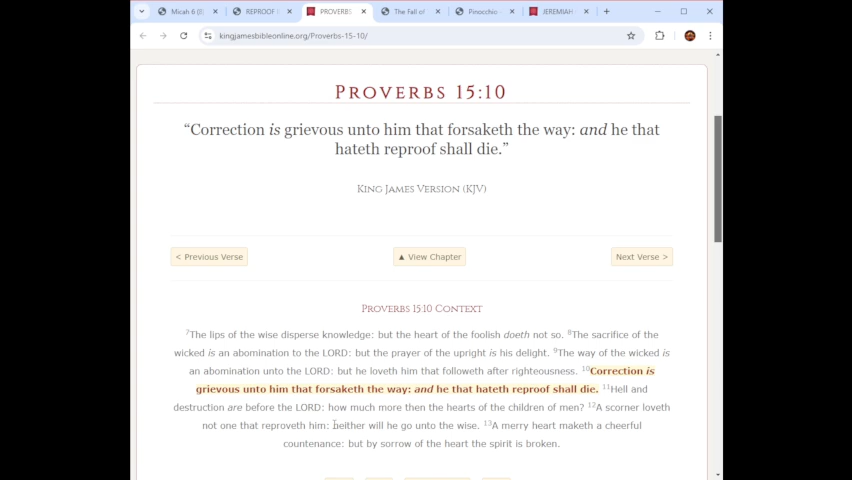 Micah 6 (B
REPROOF
PROVERBS
The Fall of
Pinocchio
JEREMIAH
kingjamesbibleonline.org/Proverbs-15-10/
PROVERBS 15:10
“Correction is grievous unto him that forsaketh the way: and he that
hateth reproof shall die.”
KING JAMES VERSION (KJV)
< Previous Verse
▲ View Chapter
Next Verse >
PROVERBS 15:10 CONTEXT
7The lips of the wise disperse knowledge: but the heart of the foolish doeth not so. 8The sacrifice of the
wicked is an abomination to the LORD: but the prayer of the upright is his delight. 9The way of the wicked is
an abomination unto the LORD: but he loveth him that followeth after righteousness. 10Correction is
grievous unto him that forsaketh the way: and he that hateth reproof shall die. 11Hell and
destruction are before the LORD: how much more then the hearts of the children of men? 12A scorner loveth
not one that reproveth him: neither will he go unto the wise. 13A merry heart maketh a cheerful
countenance: but by sorrow of the heart the spirit is broken.